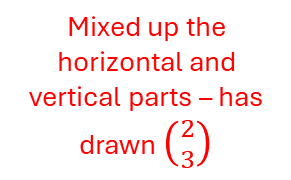 Mixed up the
horizontal and
vertical parts – has
drawn (2
3)